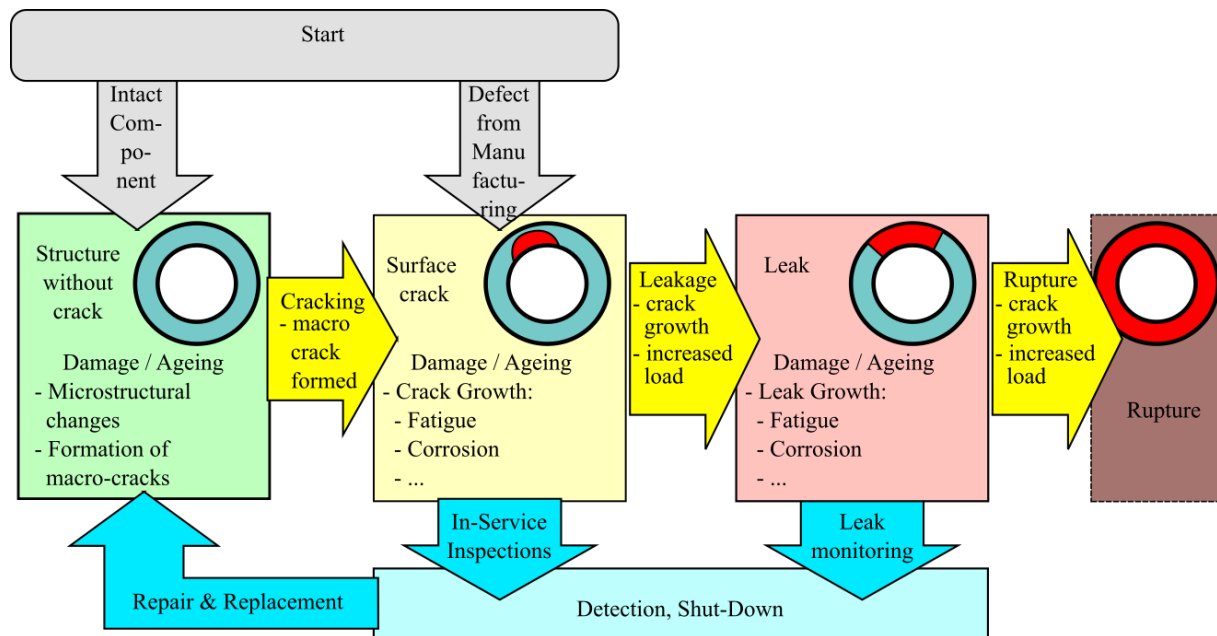 Start
Intact
Com-
po-
nent
Defect
from
Manu
factu-
ring
Structure
without
crack
Damage / Ageing
- Microstructural
changes
- Formation of
macro-cracks
Cracking
- macro
crack
formed
Surface
crack
Damage / Ageing
- Crack Growth:
- Fatigue
- Corrosion
- ...
Leakage
- crack
growth
- increased
load
Leak
Damage / Ageing
- Leak Growth:
- Fatigue
- Corrosion
- ...
Rupture
- crack
growth
- increased
load
Rupture
In-Service
Inspections
Leak
monitoring
Repair & Replacement
Detection, Shut-Down